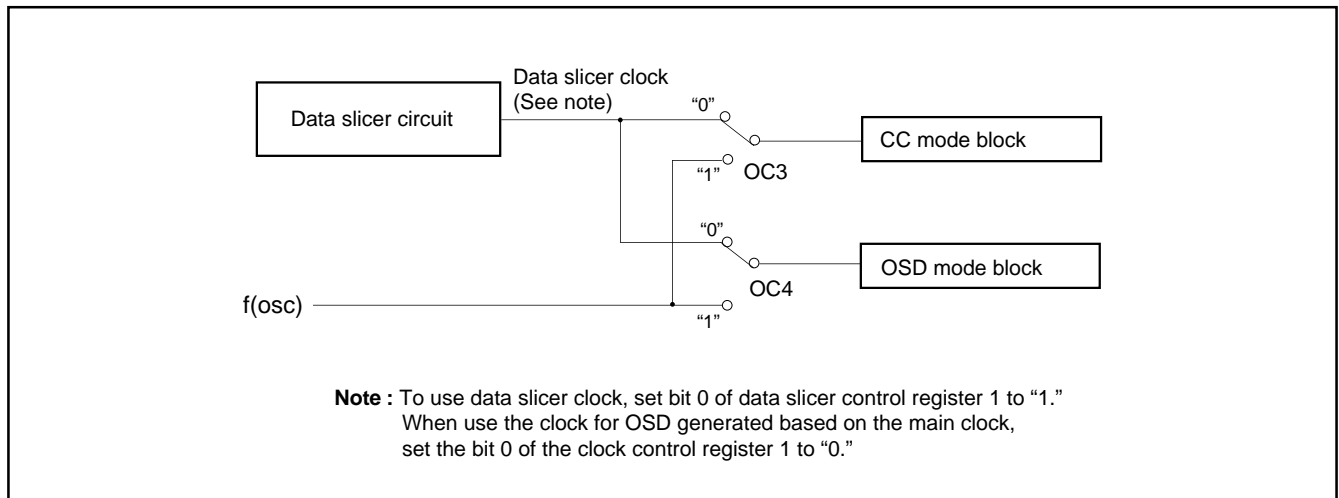 Data slicer clock
(See note)
Data slicer circuit
“0”
CC mode block
“1”
OC3
“0”
OSD mode block
OC4
f(osc)
“1”
Note : To use data slicer clock, set bit 0 of data slicer control register 1 to “1.”
When use the clock for OSD generated based on the main clock,
set the bit 0 of the clock control register 1 to “0.”